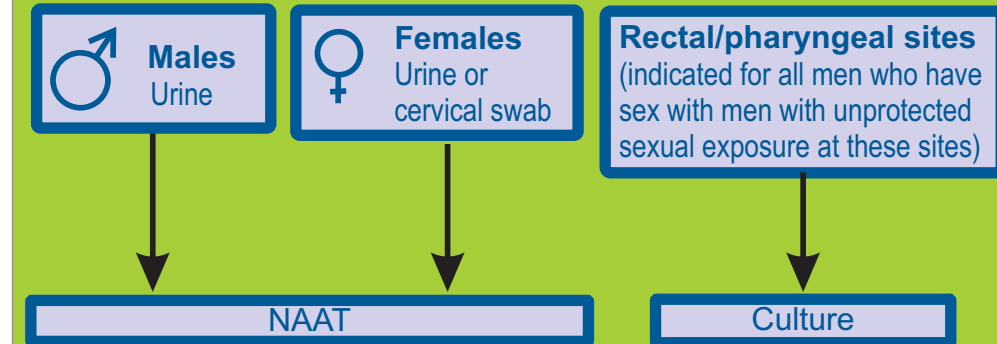 Males
Urine
Females
Urine or
cervical swab
Rectal/pharyngeal sites
(indicated for all men who have
sex with men with unprotected
sexual exposure at these sites)
NAAT
Culture